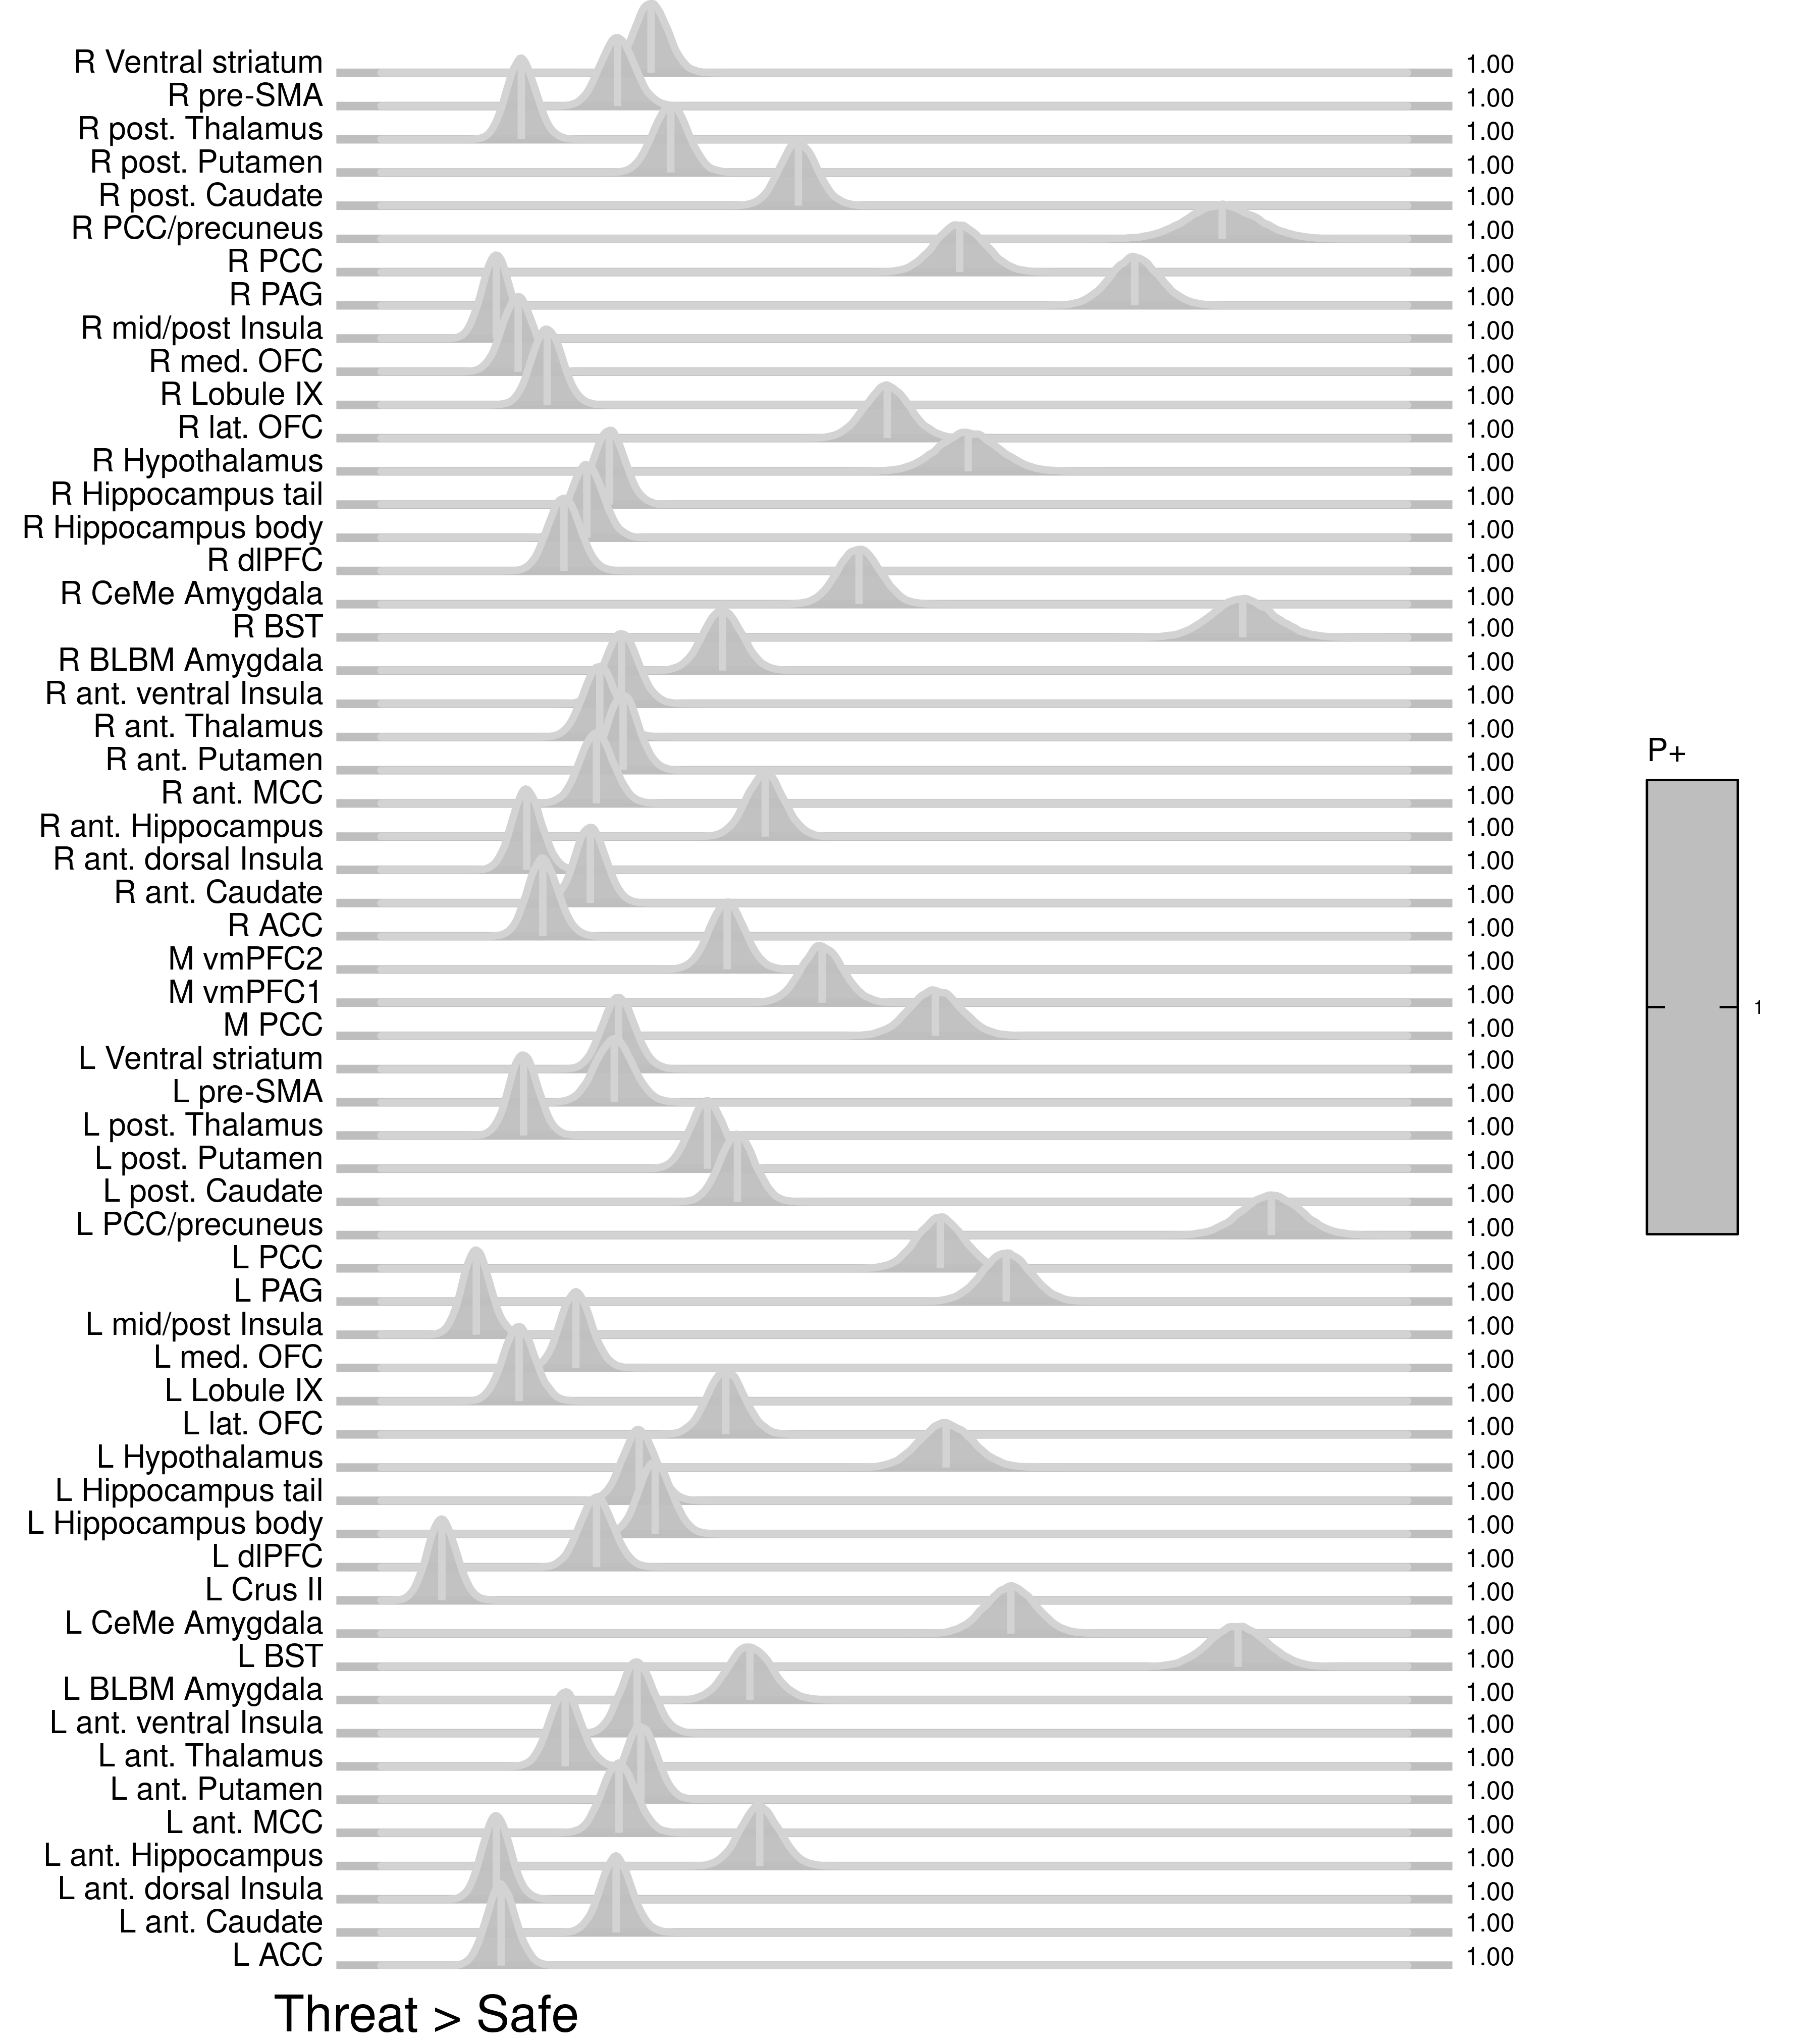 R Ventral striatum 1.00
R pre-SMA 1.00
R post. Thalamus 1.00
R post. Putamen 1.00
R post. Caudate 1.00
R PCC/precuneus 1.00
R PCC 1.00
R PAG 1.00
R mid/post Insula 1.00
R med. OFC 1.00
R Lobule IX 1.00
R lat. OFC 1.00
R Hypothalamus 1.00
R Hippocampus tail 1.00
R Hippocampus body 1.00
R dlPFC 1.00
R CeMe Amygdala 1.00
R BST 1.00
R BLBM Amygdala 1.00
R ant. ventral Insula 1.00
R ant. Thalamus 1.00
R ant. Putamen 1.00
R ant. MCC 1.00
R ant. Hippocampus 1.00
R ant. dorsal Insula 1.00
R ant. Caudate 1.00
R ACC 1.00
M vmPFC2 1.00
M vmPFC1 1.00
M PCC 1.00
L Ventral striatum 1.00
L pre-SMA 1.00
L post. Thalamus 1.00
L post. Putamen 1.00
L post. Caudate 1.00
L PCC/precuneus 1.00
L PCC 1.00
L PAG 1.00
L mid/post Insula 1.00
L med. OFC 1.00
L Lobule IX 1.00
L lat. OFC 1.00
L Hypothalamus 1.00
L Hippocampus tail 1.00
L Hippocampus body 1.00
L dlPFC 1.00
L Crus II 1.00
L CeMe Amygdala 1.00
L BST 1.00
L BLBM Amygdala 1.00
L ant. ventral Insula 1.00
L ant. Thalamus 1.00
L ant. Putamen 1.00
L ant. MCC 1.00
L ant. Hippocampus 1.00
L ant. dorsal Insula 1.00
L ant. Caudate 1.00
L ACC 1.00
Threat > Safe
P+
1